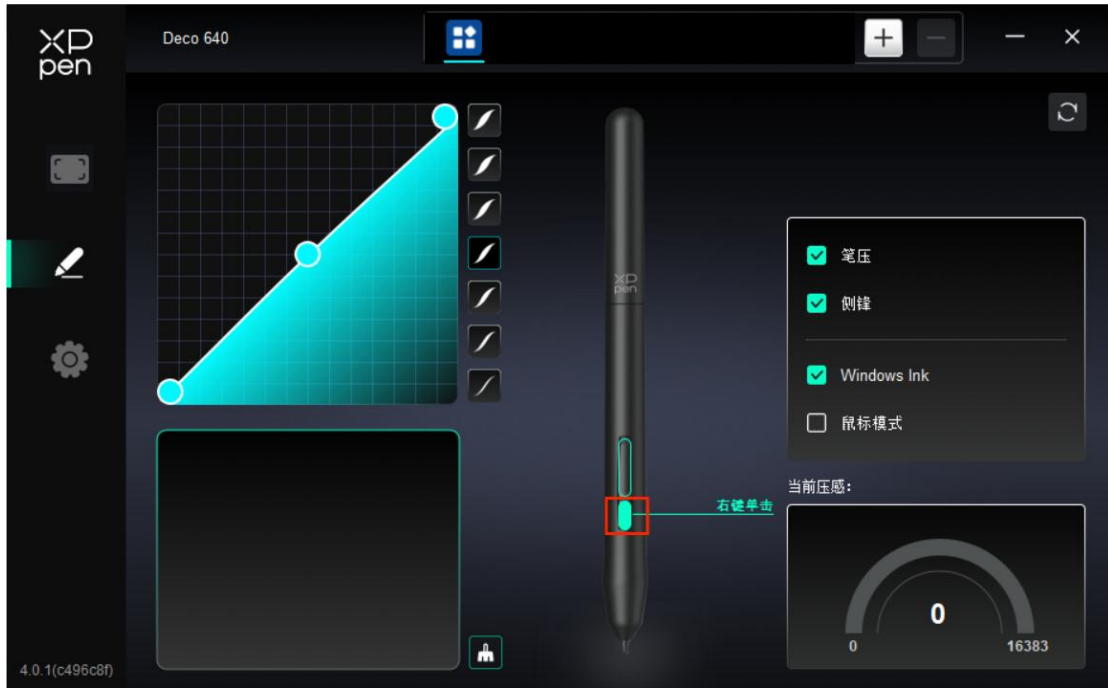 XP
pen
Deco 640
XP
pen
笔压
侧锋
Windows Ink
鼠标模式
右键单击
当前压感：
0
0
16383
4.0.1(c496c8f)